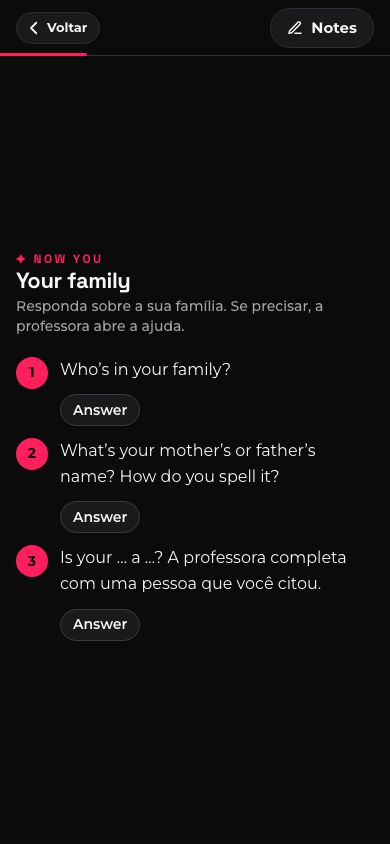 Voltar
Notes
NOW YOU
Your family
Responda sobre a sua família. Se precisar, a
professora abre a ajuda.
1
Who’s in your family?
Answer
2
What’s your mother’s or father’s
name? How do you spell it?
Answer
3
Is your ... a ...? A professora completa
com uma pessoa que você citou.
Answer